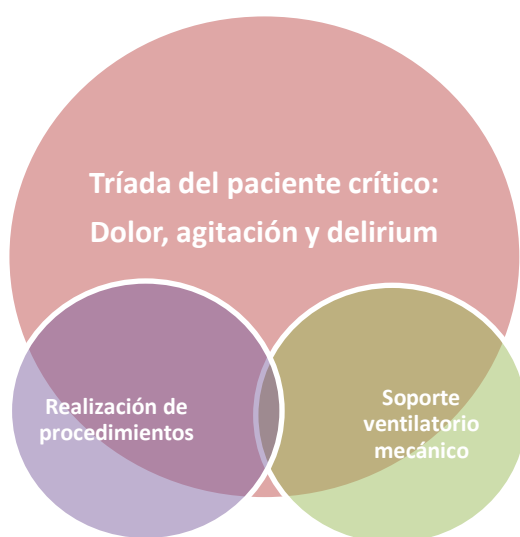 Tríada del paciente crítico:
Dolor, agitación y delirium
Realización de
procedimientos
Soporte
ventilatorio
mecánico